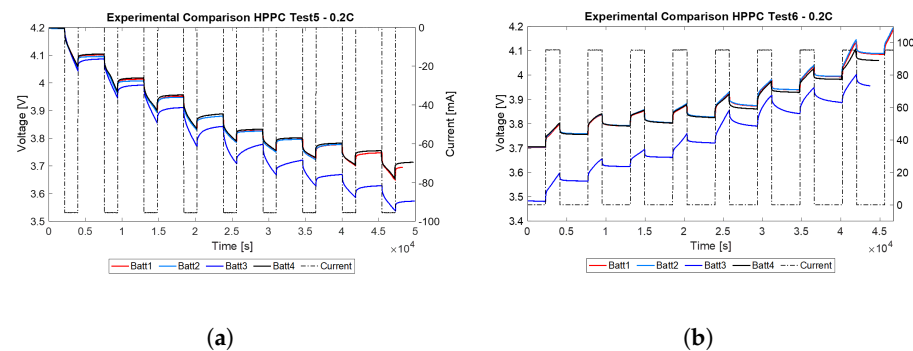 Experimental Comparison HPPC Test5 - 0.2C
4.2
4.1
4
3.9
3.8
3.7
3.6
3.5
Voltage [V]
0
-20
-40
-60
-80
-100
Current [mA]
0 0.5 1 1.5 2 2.5 3 3.5 4 4.5 5
Time [s]
×10⁴
Batt1 Batt2 Batt3 Batt4 Current
(a)
Experimental Comparison HPPC Test6 - 0.2C
4.2
4.1
4
3.9
3.8
3.7
3.6
3.5
3.4
Voltage [V]
100
80
60
40
20
0
Current [mA]
0 0.5 1 1.5 2 2.5 3 3.5 4 4.5
Time [s]
×10⁴
Batt1 Batt2 Batt3 Batt4 Current
(b)